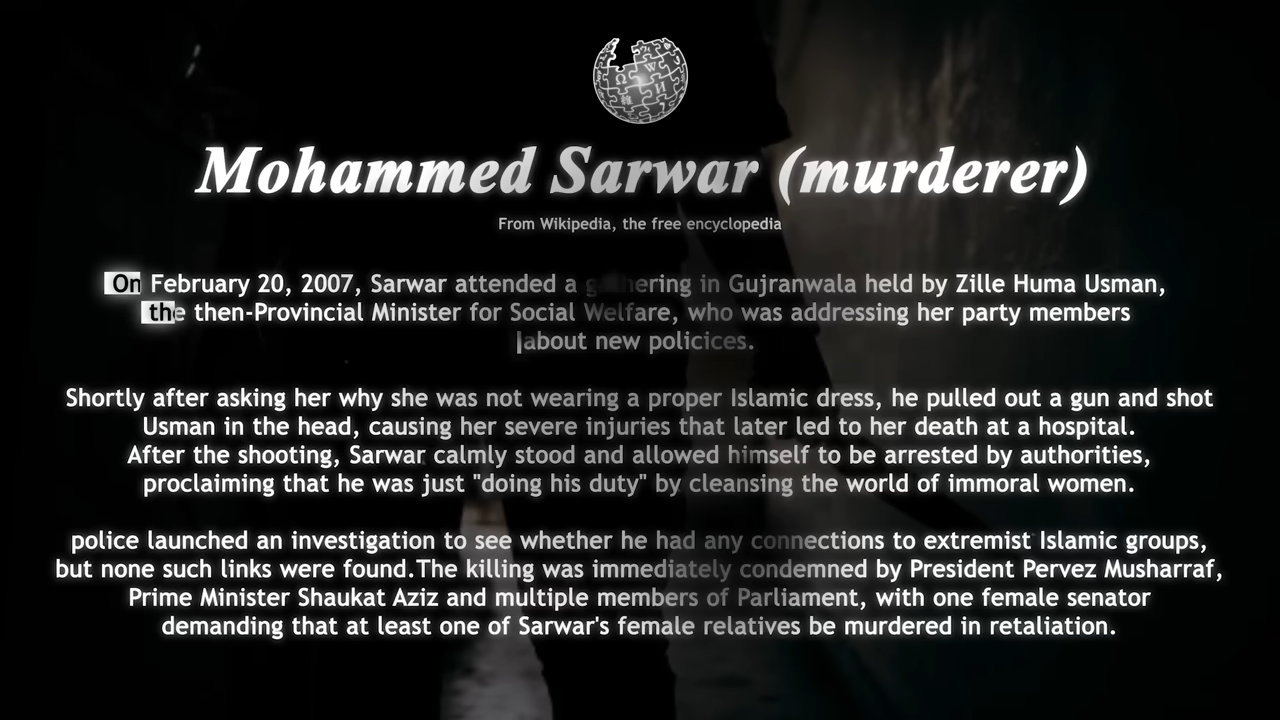 Mohammed Sarwar (murderer)
From Wikipedia, the free encyclopedia
On February 20, 2007, Sarwar attended a gathering in Gujranwala held by Zille Huma Usman,
the then-Provincial Minister for Social Welfare, who was addressing her party members
about new policices.
Shortly after asking her why she was not wearing a proper Islamic dress, he pulled out a gun and shot
Usman in the head, causing her severe injuries that later led to her death at a hospital.
After the shooting, Sarwar calmly stood and allowed himself to be arrested by authorities,
proclaiming that he was just "doing his duty" by cleansing the world of immoral women.
police launched an investigation to see whether he had any connections to extremist Islamic groups,
but none such links were found.The killing was immediately condemned by President Pervez Musharraf,
Prime Minister Shaukat Aziz and multiple members of Parliament, with one female senator
demanding that at least one of Sarwar's female relatives be murdered in retaliation.